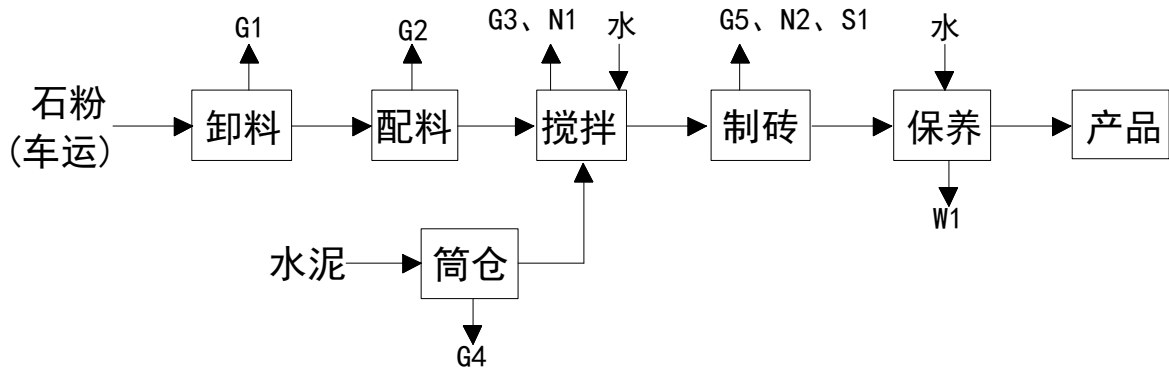 G1
G2
G3、N1
水
G5、N2、S1
水
石粉
(车运)
卸料
配料
搅拌
制砖
保养
产品
W1
水泥
筒仓
G4